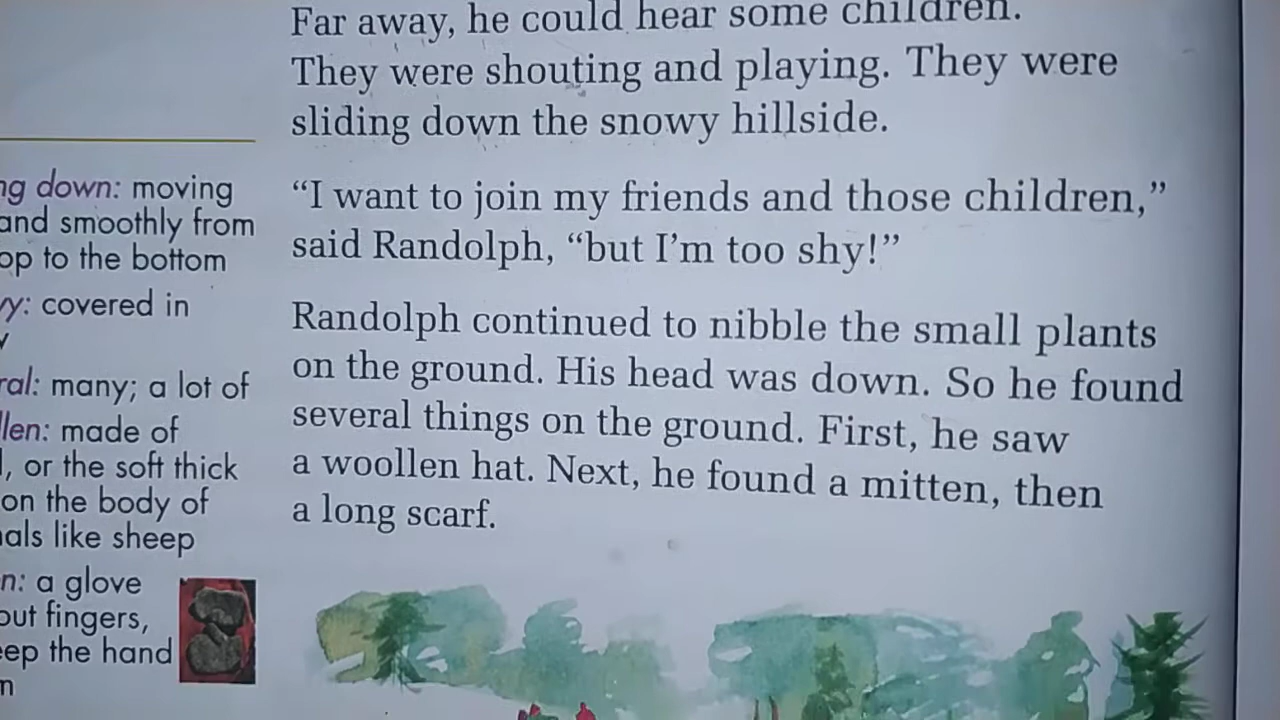 Far away, he could hear some children.
They were shouting and playing. They were
sliding down the snowy hillside.
“I want to join my friends and those children,”
said Randolph, “but I’m too shy!”
Randolph continued to nibble the small plants
on the ground. His head was down. So he found
several things on the ground. First, he saw
a woollen hat. Next, he found a mitten, then
a long scarf.
down: moving
and smoothly from
to the bottom
covered in
many; a lot of
made of
or the soft thick
on the body of
like sheep
a glove
fingers,
the hand